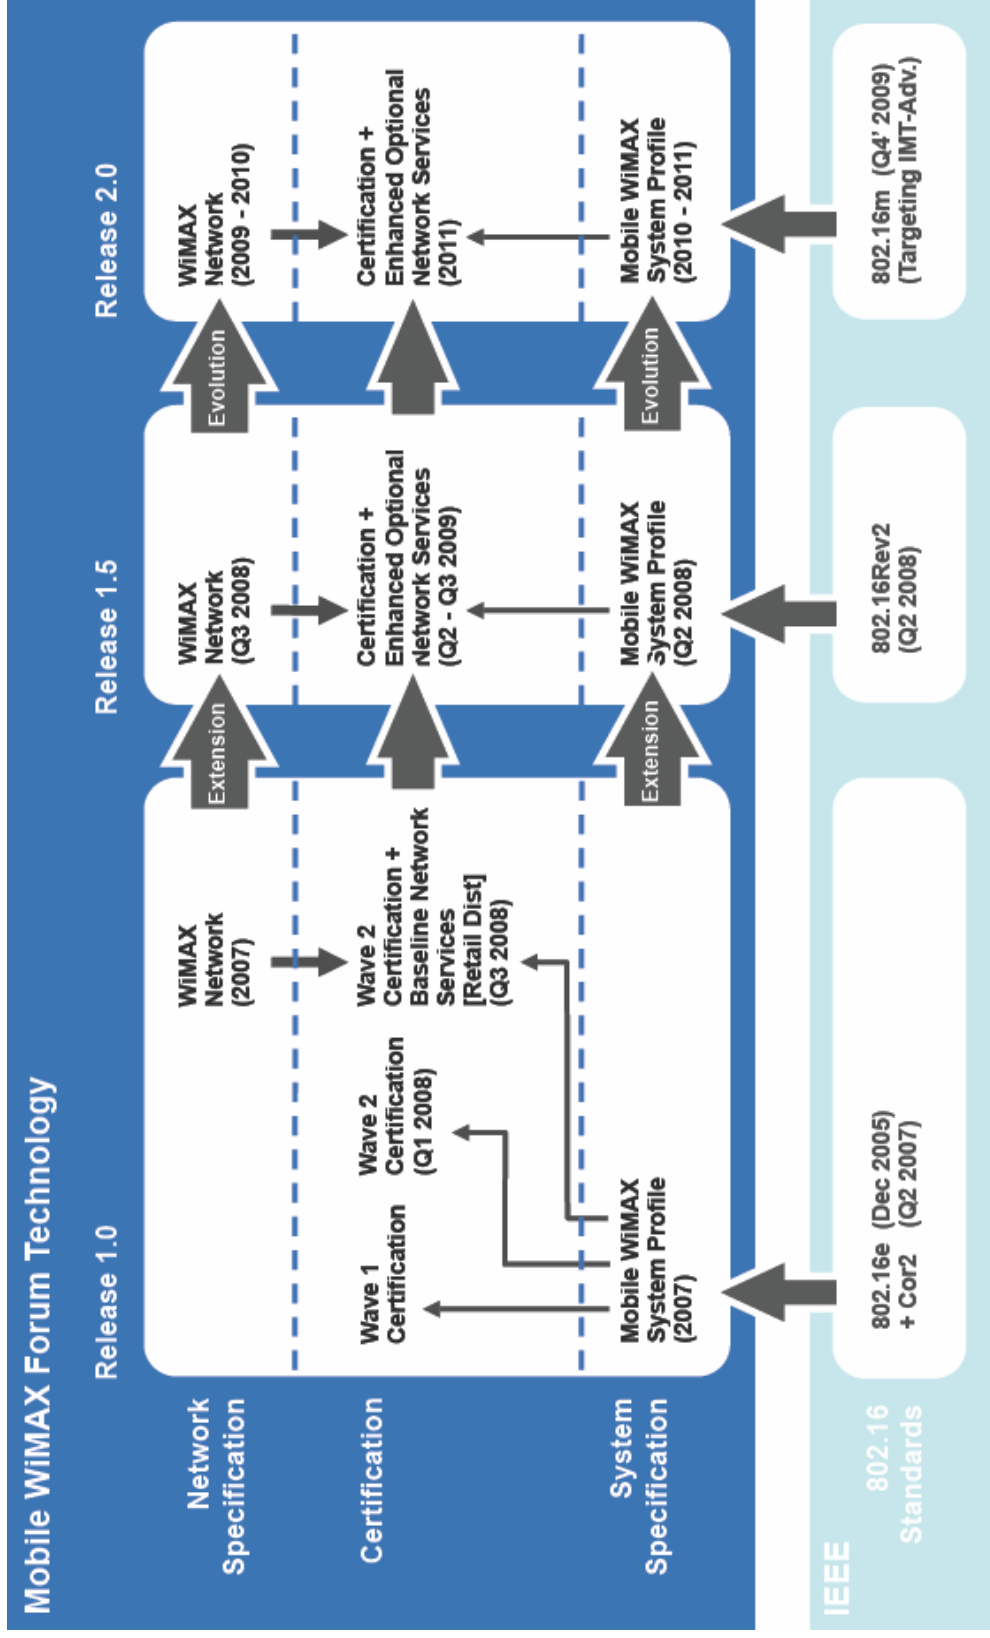 Mobile WiMAX Forum Technology
Release 1.0
Release 1.5
Release 2.0
Network
Specification
WiMAX
Network
(2007)
Extension
WiMAX
Network
(Q3 2008)
Evolution
WiMAX
Network
(2009 - 2010)
Certification
Wave 1
Certification
Wave 2
Certification
(Q1 2008)
Wave 2
Certification +
Baseline Network
Services
[Retail Dist]
(Q3 2008)
Certification +
Enhanced Optional
Network Services
(Q2 - Q3 2009)
Certification +
Enhanced Optional
Network Services
(2011)
System
Specification
Mobile WiMAX
System Profile
(2007)
Extension
Mobile WiMAX
System Profile
(Q2 2008)
Evolution
Mobile WiMAX
System Profile
(2010 - 2011)
IEEE
802.16
Standards
802.16e (Dec 2005)
+ Cor2 (Q2 2007)
802.16Rev2
(Q2 2008)
802.16m (Q4' 2009)
(Targeting IMT-Adv.)